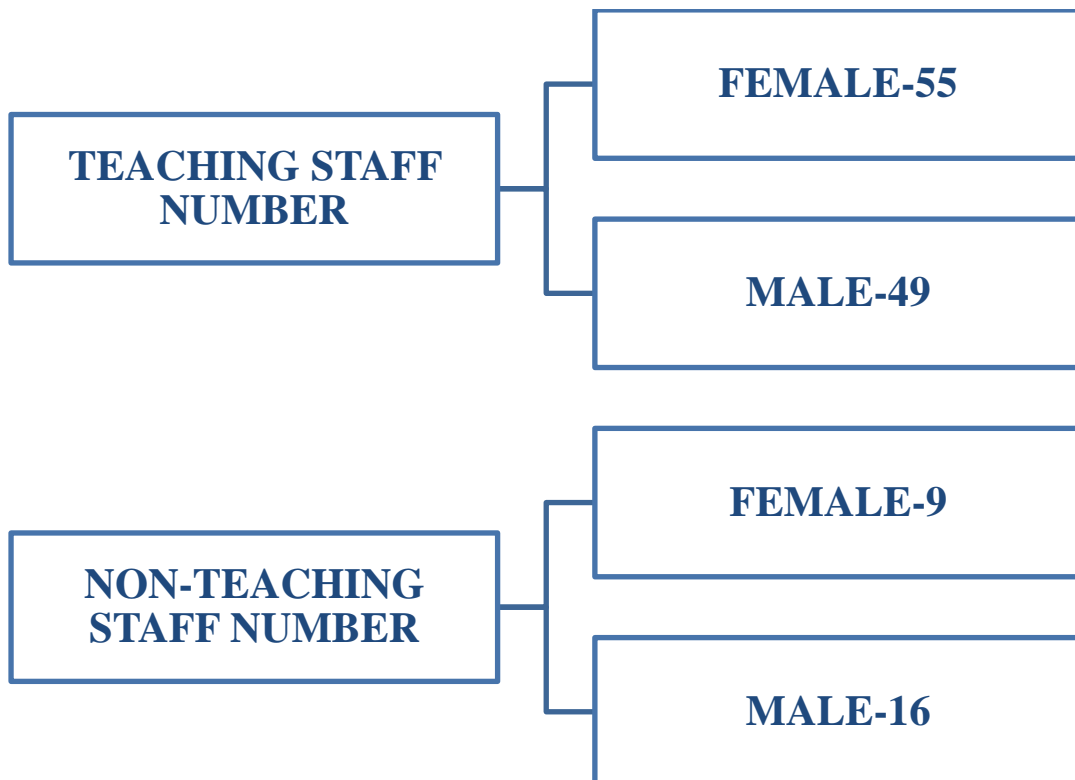 TEACHING STAFF
NUMBER
FEMALE-55
MALE-49
NON-TEACHING
STAFF NUMBER
FEMALE-9
MALE-16